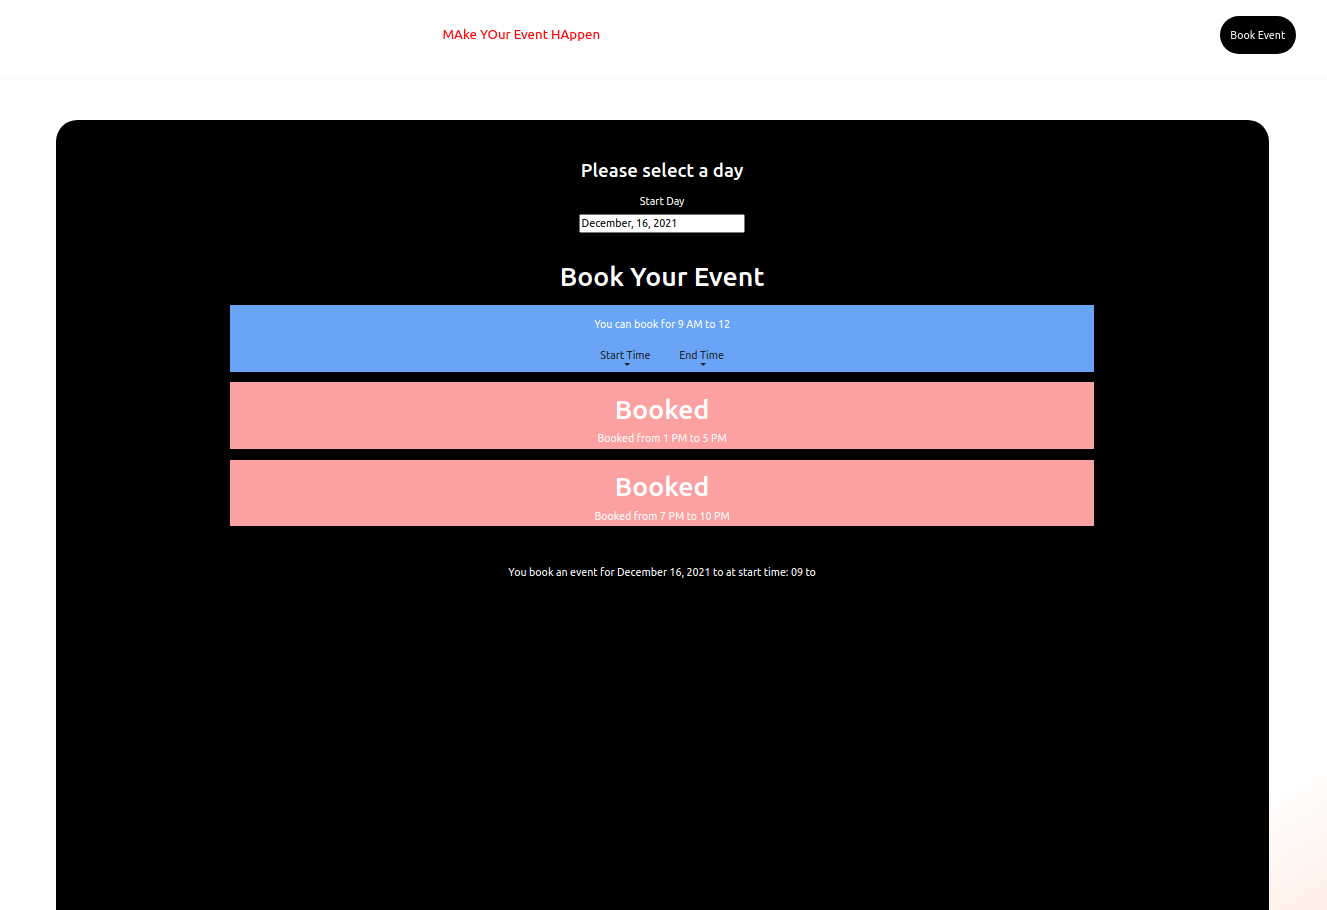 MAke YOur Event HAppen
Book Event
Please select a day
Start Day
December, 16, 2021
Book Your Event
You can book for 9 AM to 12
Start Time End Time
Booked
Booked from 1 PM to 5 PM
Booked
Booked from 7 PM to 10 PM
You book an event for December 16, 2021 to at start time: 09 to